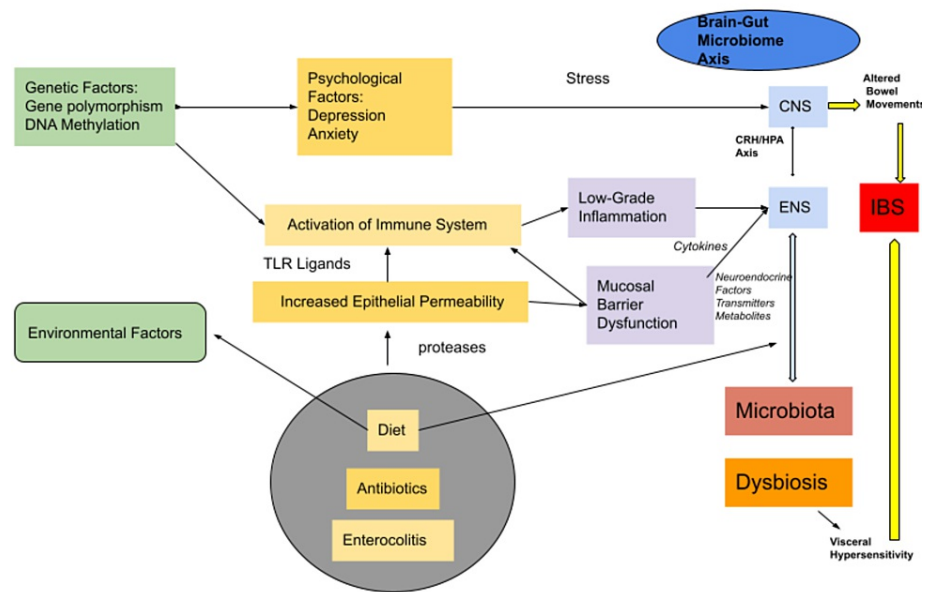 Brain-Gut
Microbiome
Axis
Genetic Factors:
Gene polymorphism
DNA Methylation
Psychological
Factors:
Depression
Anxiety
Stress
CNS
Altered
Bowel
Movements
CRH/HPA
Axis
Activation of Immune System
Low-Grade
Inflammation
ENS
IBS
Cytokines
TLR Ligands
Increased Epithelial Permeability
Mucosal
Barrier
Dysfunction
Neuroendocrine
Factors
Transmitters
Metabolites
Environmental Factors
proteases
Diet
Antibiotics
Enterocolitis
Microbiota
Dysbiosis
Visceral
Hypersensitivity